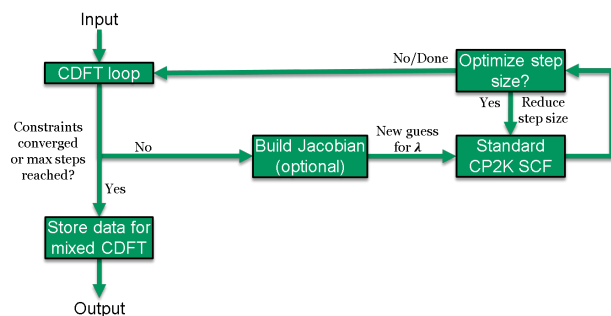 Input
CDFT loop
No/Done
Optimize step
size?
Yes
Reduce
step size
Constraints
converged
or max steps
reached?
No
Build Jacobian
(optional)
New guess
for λ
Standard
CP2K SCF
Yes
Store data for
mixed CDFT
Output